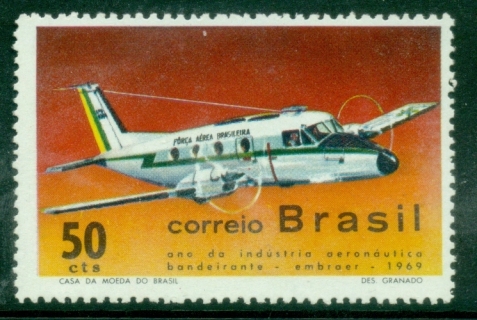 FÔRÇA AÉREA BRASILEIRA
correio Brasil
50
cts
ano da indústria aeronáutica
bandeirante - embraer - 1969
CASA DA MOEDA DO BRASIL
DES. GRANADO